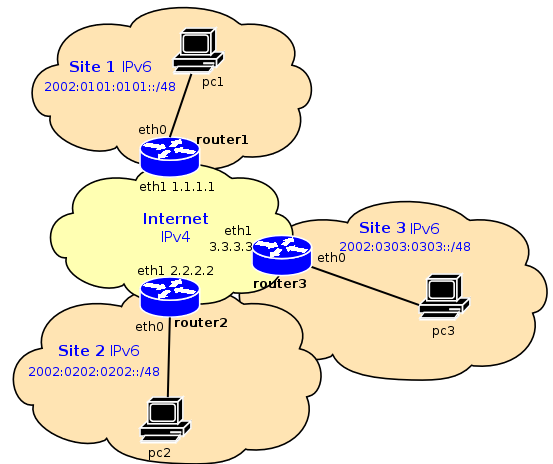 Site 1 IPv6
2002:0101:0101::/48
pc1
eth0
router1
eth1 1.1.1.1
Internet
IPv4
eth1
3.3.3.3
Site 3 IPv6
2002:0303:0303::/48
eth0
router3
eth1 2.2.2.2
pc3
eth0
router2
Site 2 IPv6
2002:0202:0202::/48
pc2